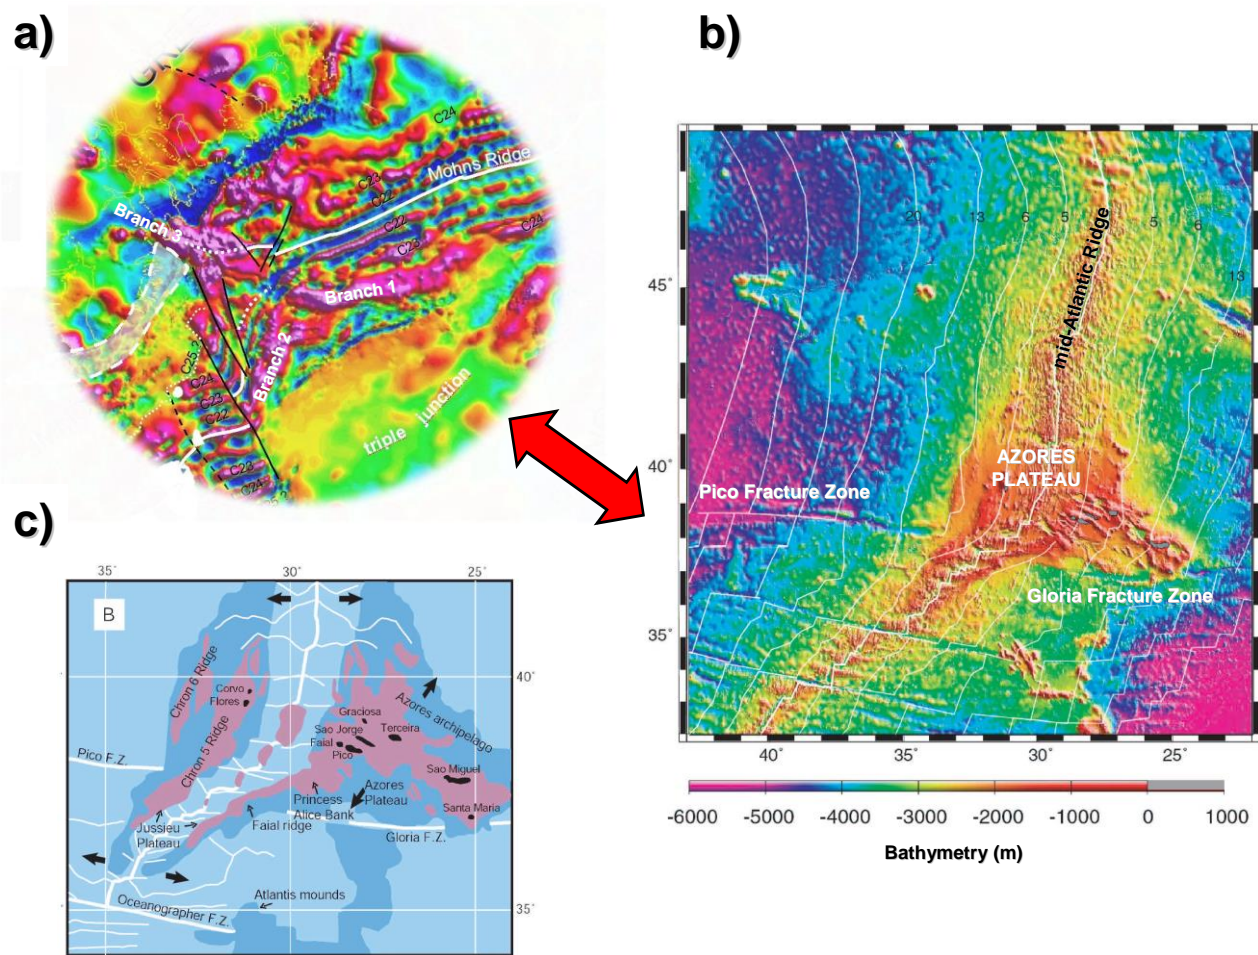 a)
C24
Mohns Ridge
C23
C22
C22
C23
C24
Branch 3
Branch 1
Branch 2
C24
C23
C22
C23
C24
triple junction
b)
20
13
6
5
5
6
13
mid-Atlantic Ridge
45°
40°
35°
AZORES
PLATEAU
Pico Fracture Zone
Gloria Fracture Zone
40°
35°
30°
25°
-6000 -5000 -4000 -3000 -2000 -1000 0 1000
Bathymetry (m)
c)
35°
30°
25°
B
40°
35°
Chron 6 Ridge
Corvo
Flores
Chron 5 Ridge
Pico F.Z.
Graciosa
Sao Jorge
Terceira
Faial
Pico
Azores archipelago
Sao Miguel
Santa Maria
Azores
Plateau
Princess
Alice Bank
Gloria F.Z.
Jussieu
Plateau
Faial ridge
Atlantis mounds
Oceanographer F.Z.